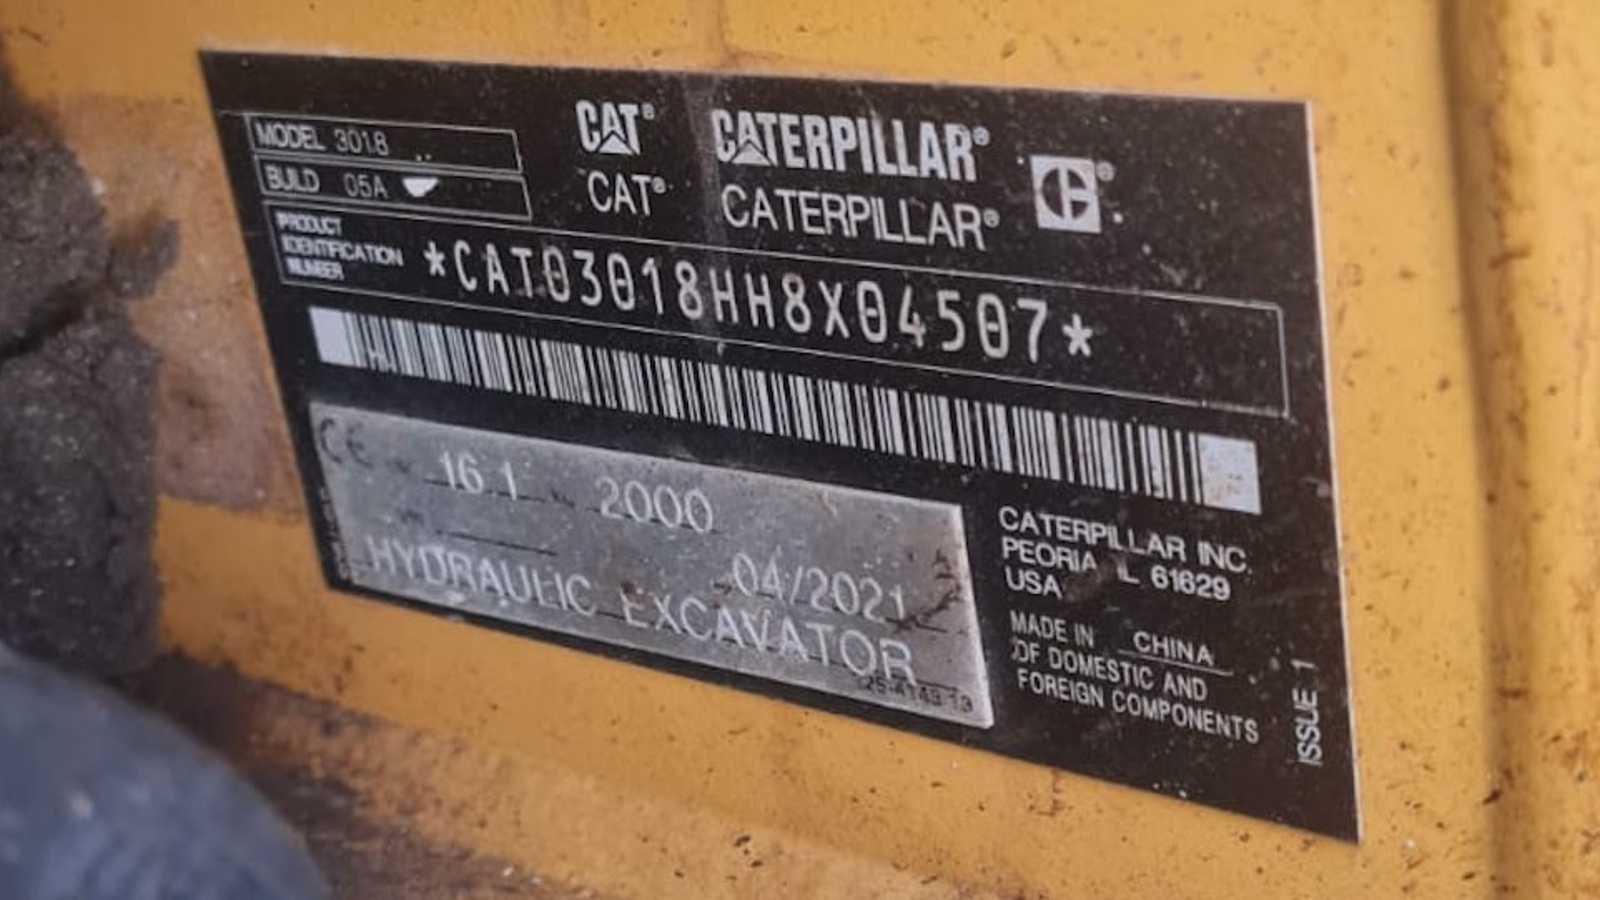 MODEL 301.8
BUILD 05A
CAT® CATERPILLAR®
CAT® CATERPILLAR®
PRODUCT
IDENTIFICATION
NUMBER
*CAT03018HH8X04507*
CE
16.1 2000
04/2021
HYDRAULIC EXCAVATOR
CATERPILLAR INC.
PEORIA L 61629
USA
MADE IN CHINA
OF DOMESTIC AND
FOREIGN COMPONENTS
ISSUE 1